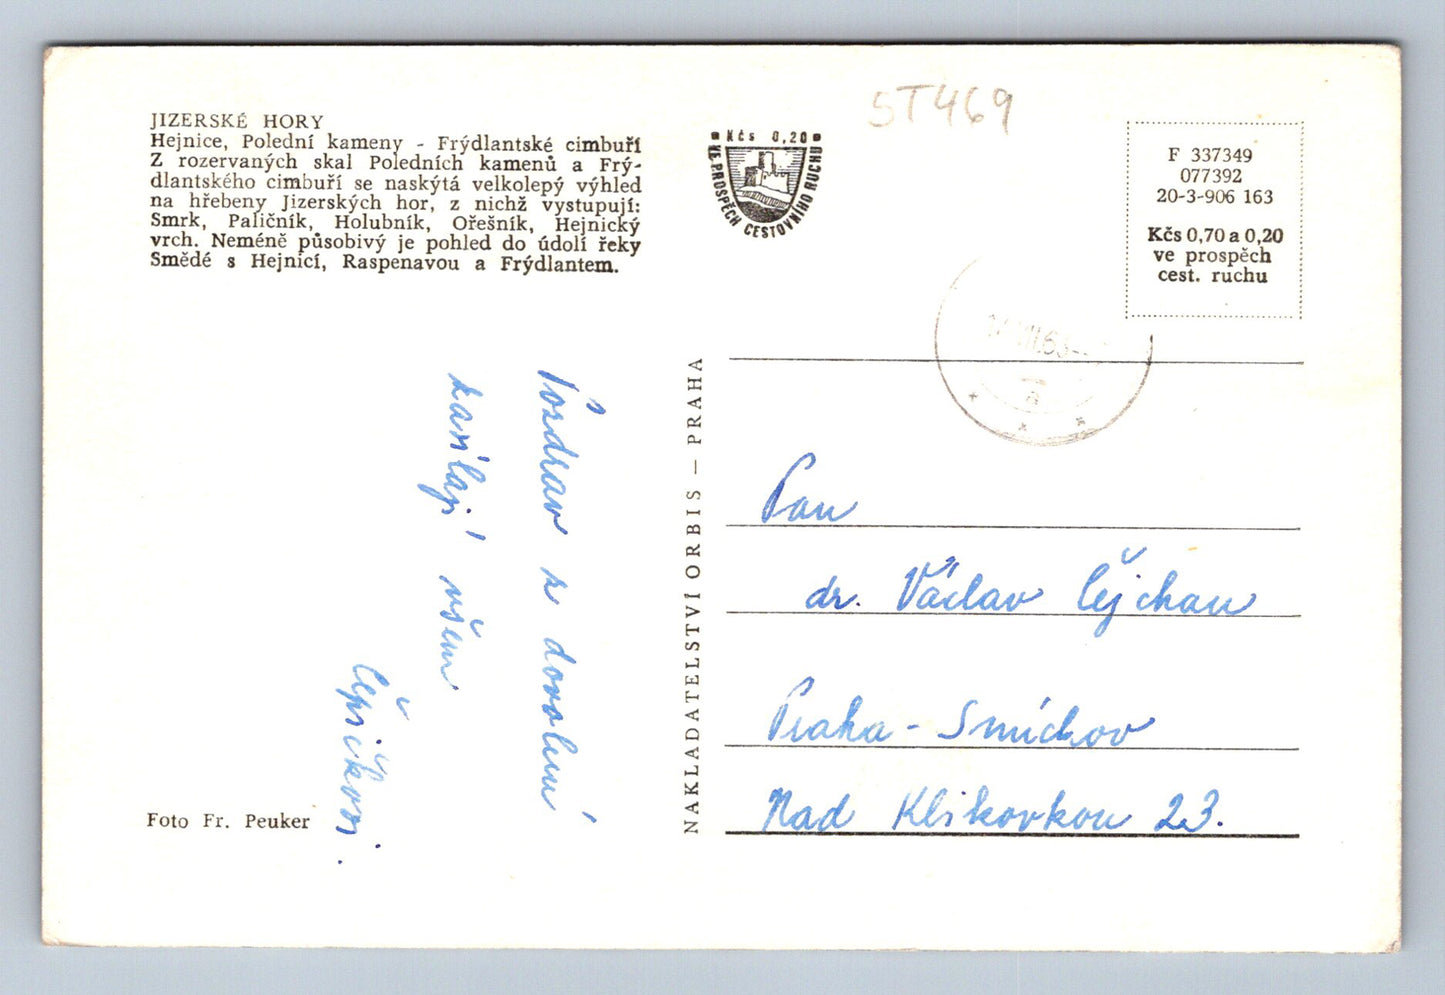 JIZERSKÉ HORY
Hejnice, Polední kameny - Frýdlantské cimbuří
Z rozervaných skal Poledních kamenů a Frý-
dlantského cimbuří se naskýtá velkolepý výhled
na hřebeny Jizerských hor, z nichž vystupují:
Smrk, Paličník, Holubník, Ořešník, Hejnický
vrch. Neméně působivý je pohled do údolí řeky
Smědé s Hejnicí, Raspenavou a Frýdlantem.
Pozdrav z dovolené
zasílají všem
Čepičkovi.
Foto Fr. Peuker
NAKLADATELSTVÍ ORBIS — PRAHA
Kčs 0,20
VE PROSPĚCH CESTOVNÍHO RUCHU
ST469
F 337349
077392
20-3-906 163
Kčs 0,70 a 0,20
ve prospěch
cest. ruchu
Pan
dr. Václav Čejchan
Praha - Smíchov
Nad Klikovkou 23.